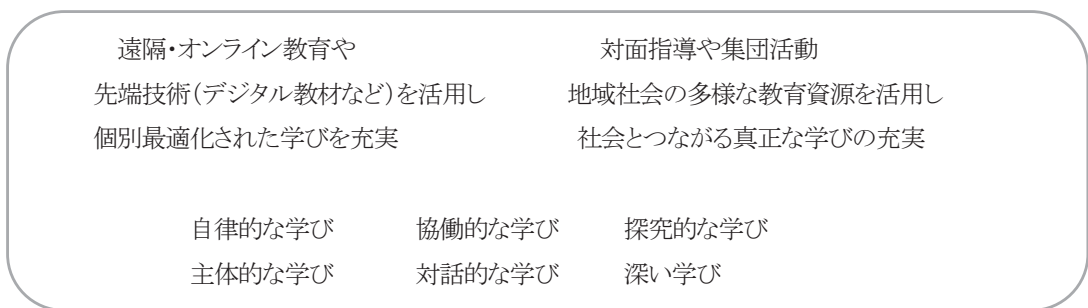 遠隔・オンライン教育や
先端技術(デジタル教材など)を活用し
個別最適化された学びを充実
対面指導や集団活動
地域社会の多様な教育資源を活用し
社会とつながる真正な学びの充実
自律的な学び 協働的な学び 探究的な学び
主体的な学び 対話的な学び 深い学び